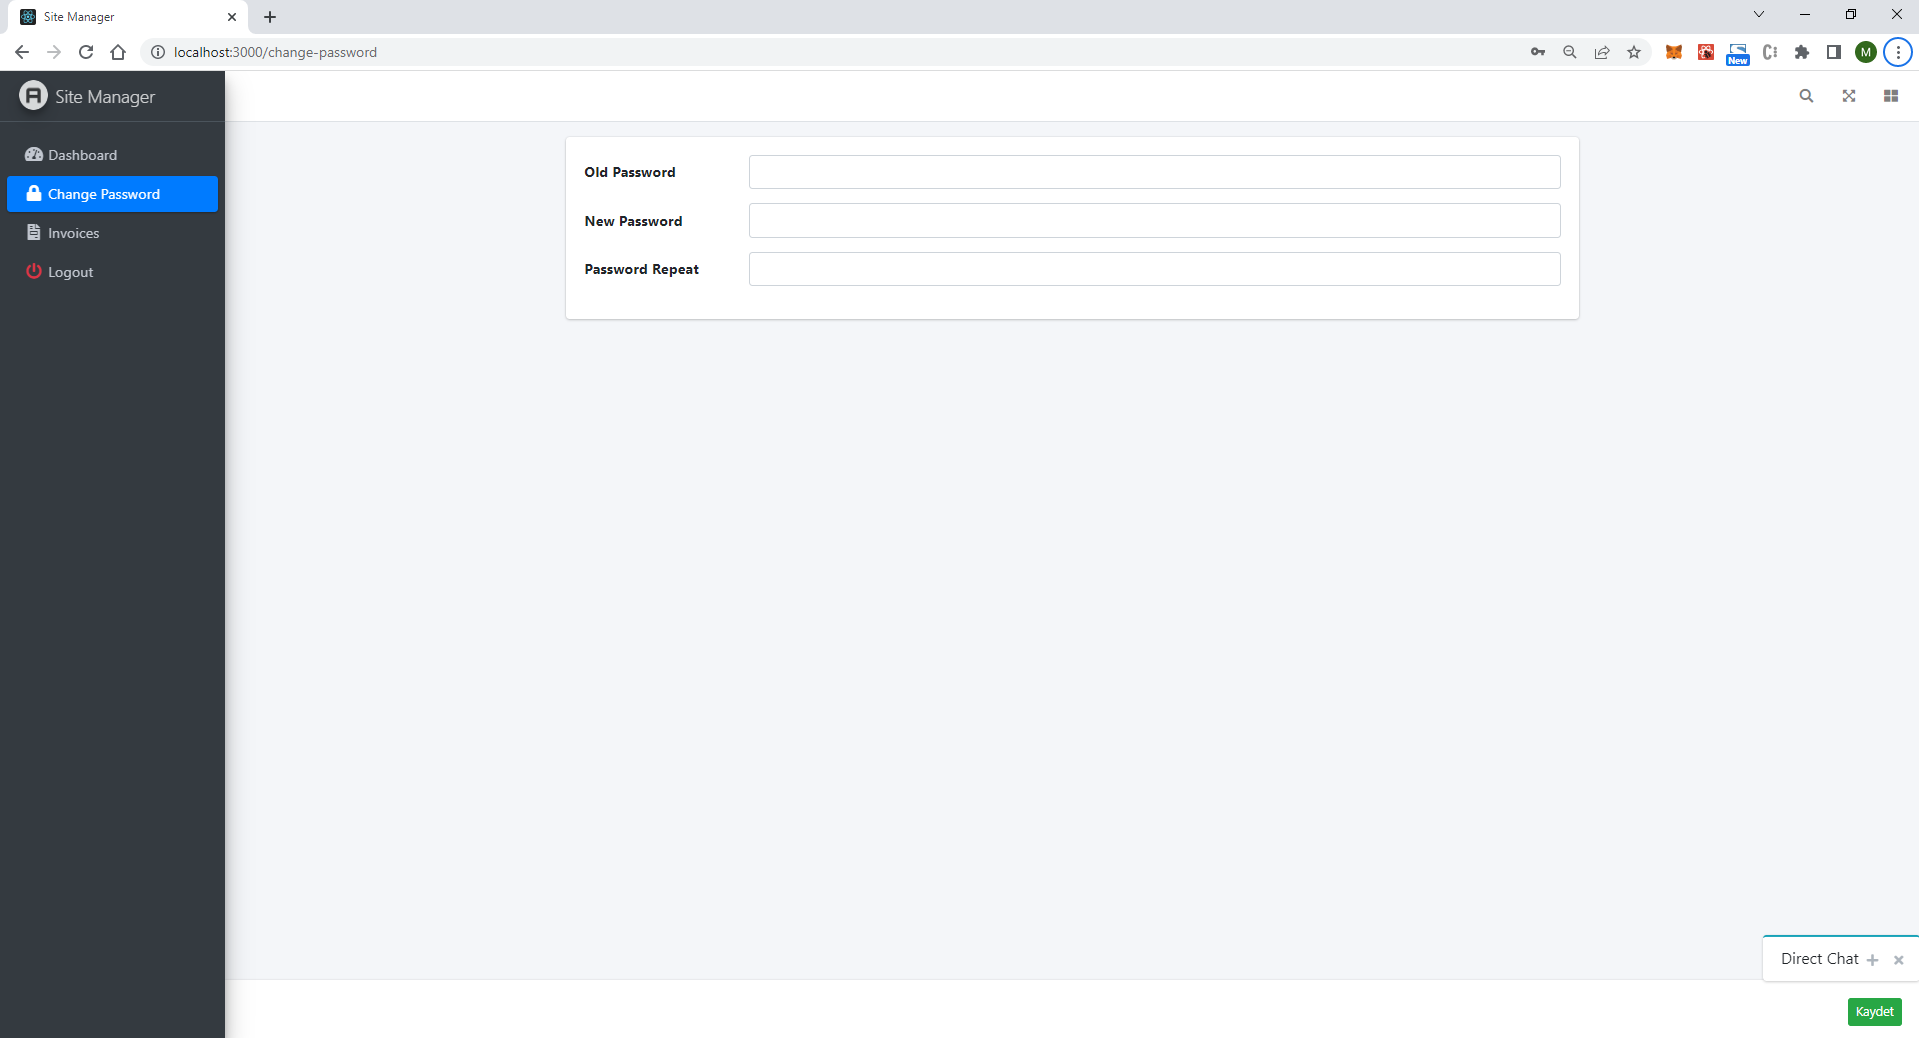 Site Manager
localhost:3000/change-password
New
M
Site Manager
Dashboard
Change Password
Invoices
Logout
Old Password
New Password
Password Repeat
Direct Chat
Kaydet